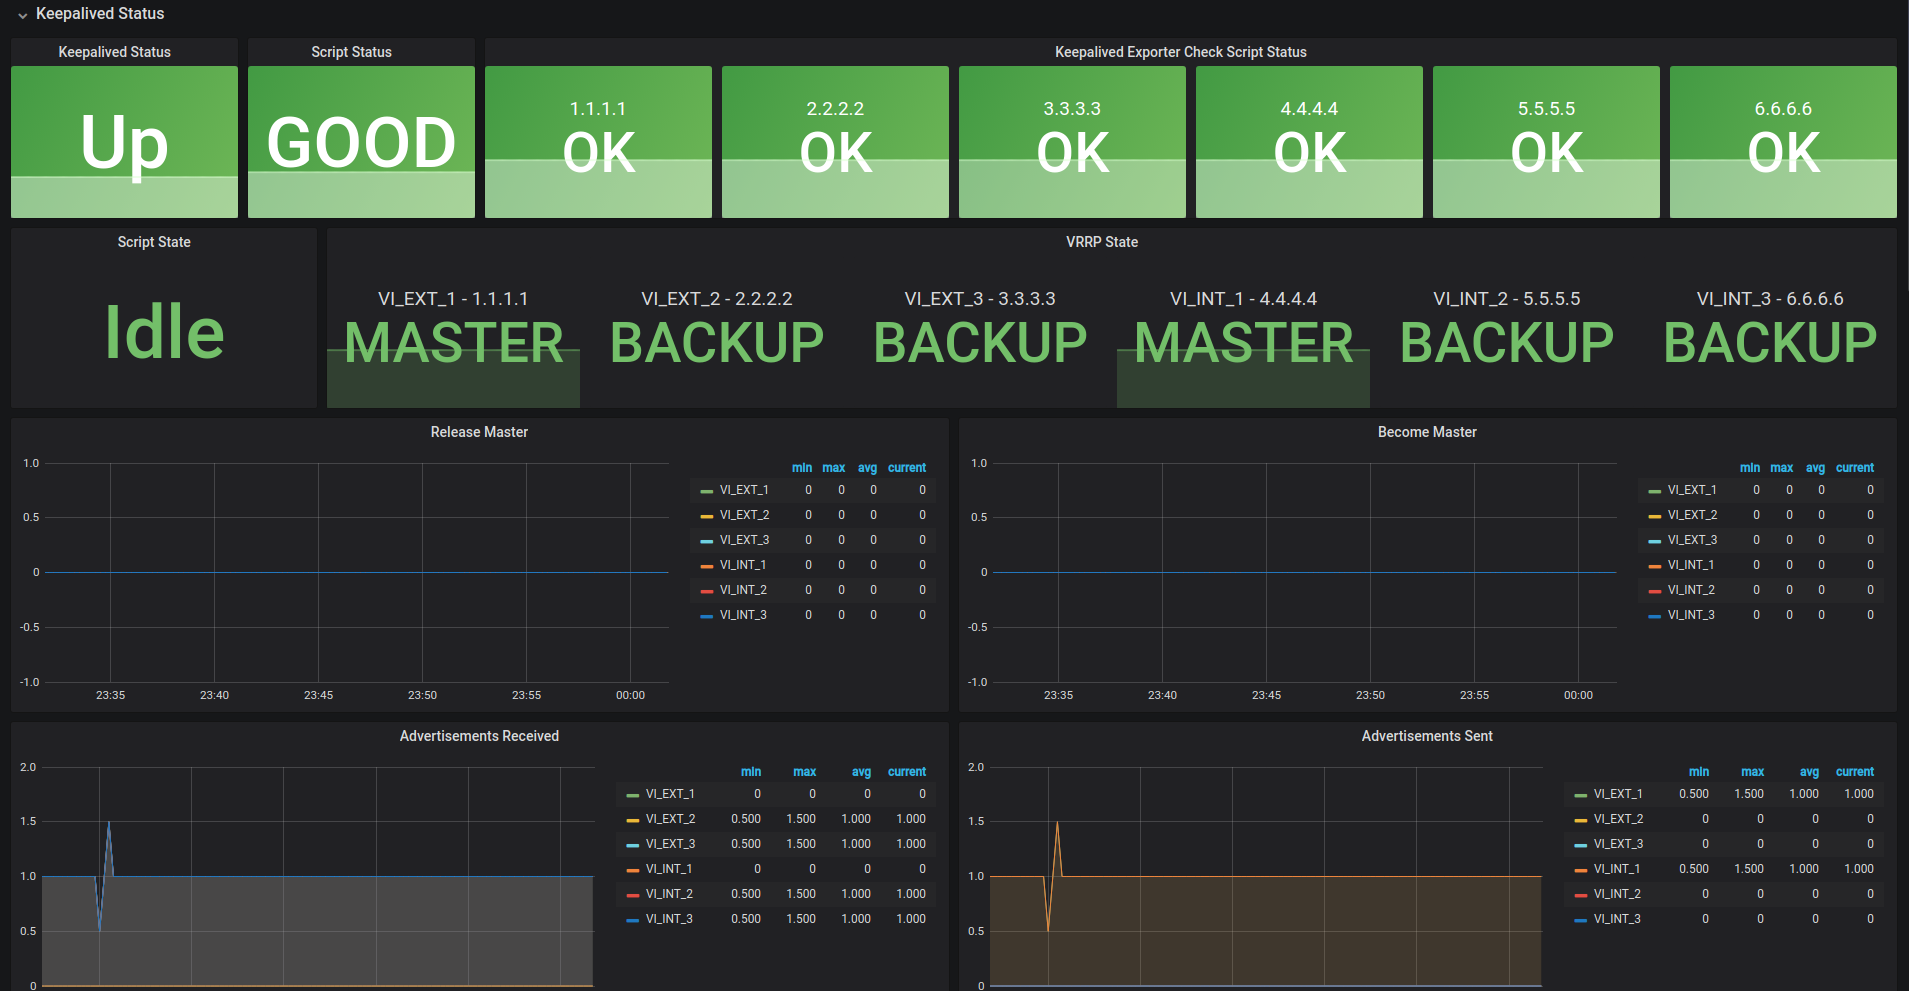 Keepalived Status
Keepalived Status
Script Status
Keepalived Exporter Check Script Status
Up
GOOD
1.1.1.1
OK
2.2.2.2
OK
3.3.3.3
OK
4.4.4.4
OK
5.5.5.5
OK
6.6.6.6
OK
Script State
Idle
VRRP State
VI_EXT_1 - 1.1.1.1
MASTER
VI_EXT_2 - 2.2.2.2
BACKUP
VI_EXT_3 - 3.3.3.3
BACKUP
VI_INT_1 - 4.4.4.4
MASTER
VI_INT_2 - 5.5.5.5
BACKUP
VI_INT_3 - 6.6.6.6
BACKUP
Release Master
1.0
0.5
0
-0.5
-1.0
23:35 23:40 23:45 23:50 23:55 00:00
min max avg current
VI_EXT_1 0 0 0 0
VI_EXT_2 0 0 0 0
VI_EXT_3 0 0 0 0
VI_INT_1 0 0 0 0
VI_INT_2 0 0 0 0
VI_INT_3 0 0 0 0
Become Master
1.0
0.5
0
-0.5
-1.0
23:35 23:40 23:45 23:50 23:55 00:00
min max avg current
VI_EXT_1 0 0 0 0
VI_EXT_2 0 0 0 0
VI_EXT_3 0 0 0 0
VI_INT_1 0 0 0 0
VI_INT_2 0 0 0 0
VI_INT_3 0 0 0 0
Advertisements Received
2.0
1.5
1.0
0.5
0
min max avg current
VI_EXT_1 0 0 0 0
VI_EXT_2 0.500 1.500 1.000 1.000
VI_EXT_3 0.500 1.500 1.000 1.000
VI_INT_1 0 0 0 0
VI_INT_2 0.500 1.500 1.000 1.000
VI_INT_3 0.500 1.500 1.000 1.000
Advertisements Sent
2.0
1.5
1.0
0.5
0
min max avg current
VI_EXT_1 0.500 1.500 1.000 1.000
VI_EXT_2 0 0 0 0
VI_EXT_3 0 0 0 0
VI_INT_1 0.500 1.500 1.000 1.000
VI_INT_2 0 0 0 0
VI_INT_3 0 0 0 0